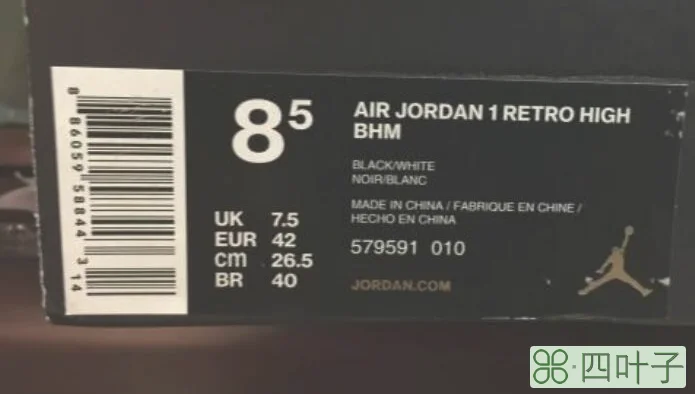 8 86059 58844 3 14
8⁵
UK 7.5
EUR 42
cm 26.5
BR 40
AIR JORDAN 1 RETRO HIGH
BHM
BLACK/WHITE
NOIR/BLANC
MADE IN CHINA / FABRIQUE EN CHINE /
HECHO EN CHINA
579591 010
JORDAN.COM
四叶子